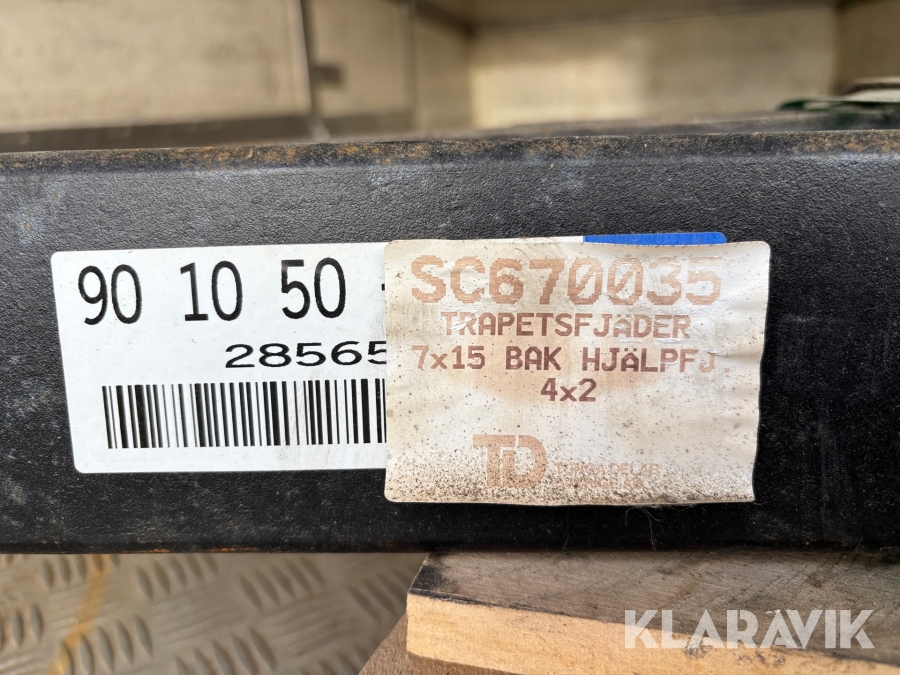 90 10 50
28565
SC670035
TRAPETSFJÄDER
7x15 BAK HJÄLPFJ.
4x2
TD
KLARAVIK